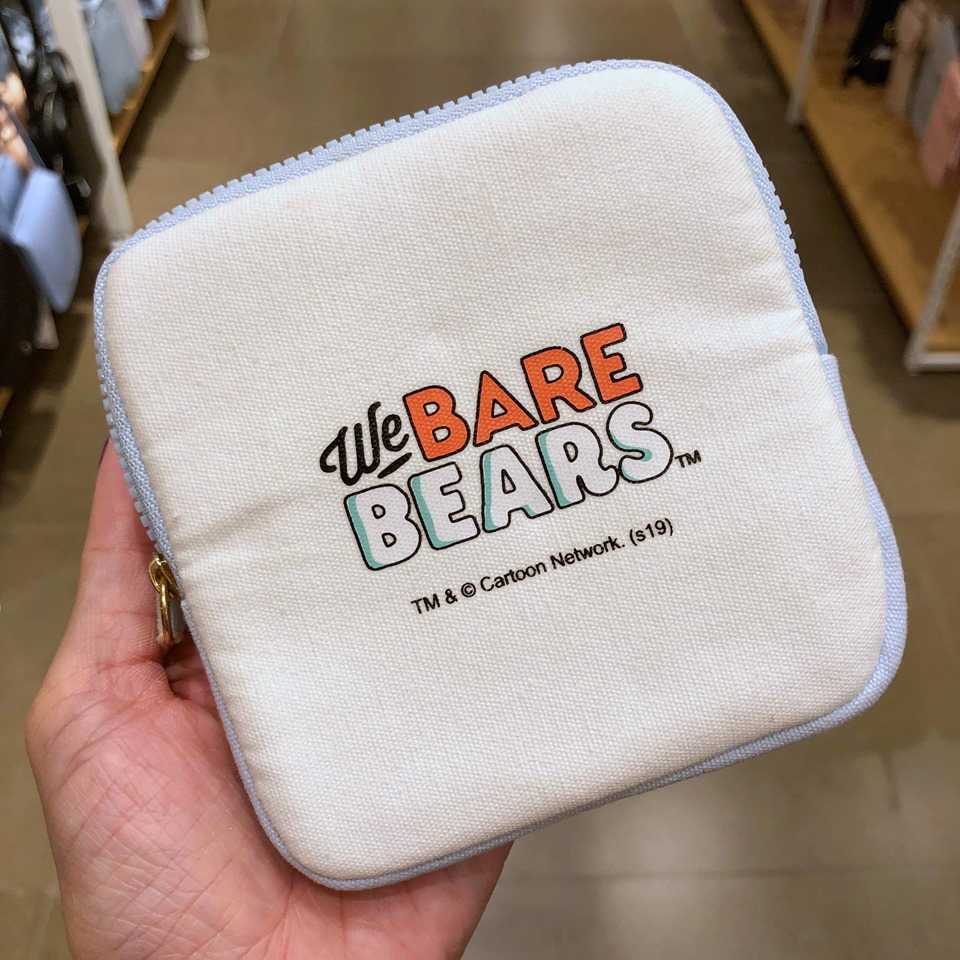 We BARE
BEARS™
TM & © Cartoon Network. (s19)